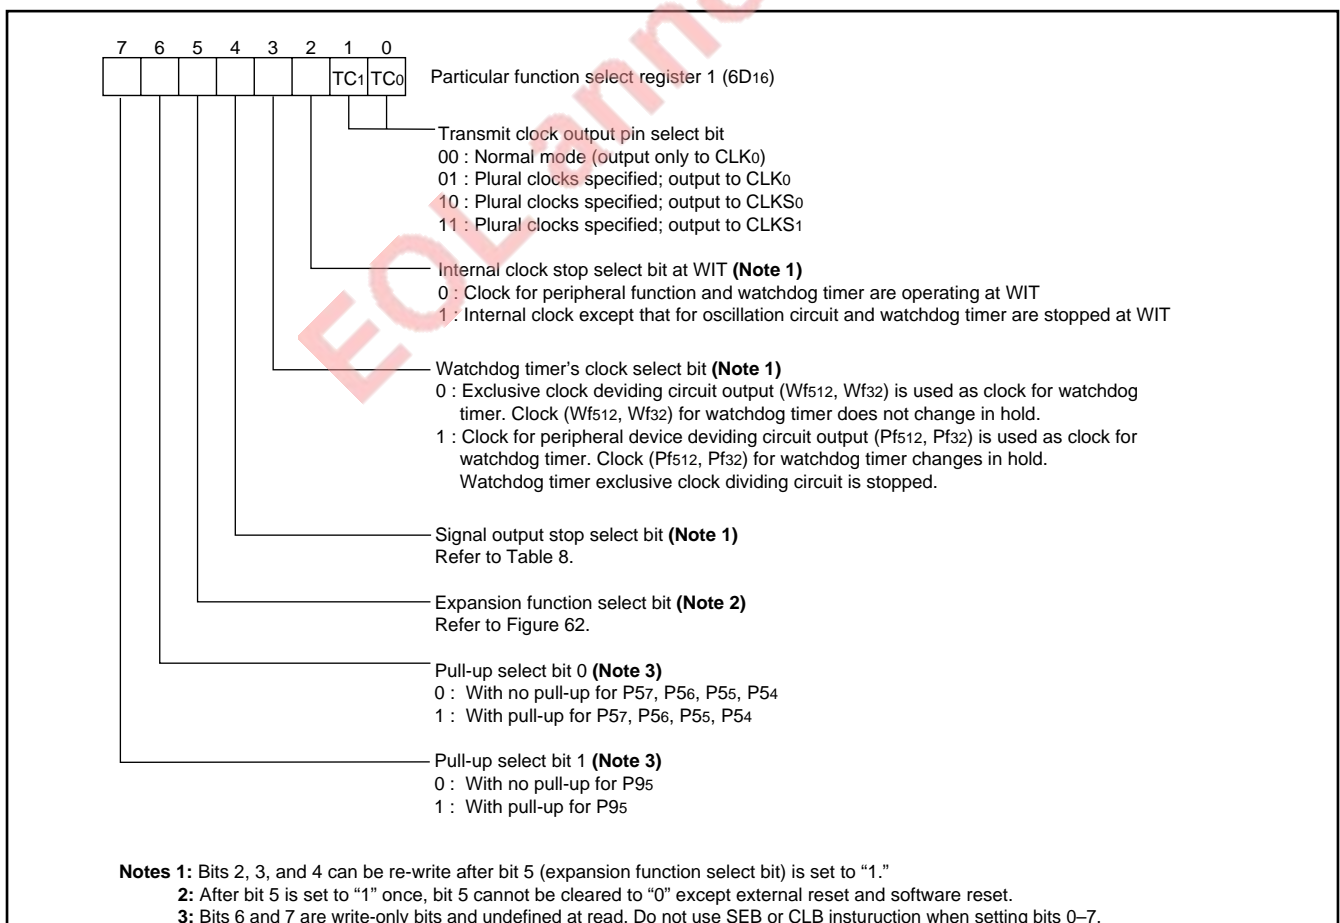 7 6 5 4 3 2 1 0
TC1 TC0 Particular function select register 1 (6D16)
Transmit clock output pin select bit
00 : Normal mode (output only to CLK0)
01 : Plural clocks specified; output to CLK0
10 : Plural clocks specified; output to CLKS0
11 : Plural clocks specified; output to CLKS1
Internal clock stop select bit at WIT (Note 1)
0 : Clock for peripheral function and watchdog timer are operating at WIT
1 : Internal clock except that for oscillation circuit and watchdog timer are stopped at WIT
Watchdog timer’s clock select bit (Note 1)
0 : Exclusive clock deviding circuit output (Wf512, Wf32) is used as clock for watchdog
timer. Clock (Wf512, Wf32) for watchdog timer does not change in hold.
1 : Clock for peripheral device deviding circuit output (Pf512, Pf32) is used as clock for
watchdog timer. Clock (Pf512, Pf32) for watchdog timer changes in hold.
Watchdog timer exclusive clock dividing circuit is stopped.
Signal output stop select bit (Note 1)
Refer to Table 8.
Expansion function select bit (Note 2)
Refer to Figure 62.
Pull-up select bit 0 (Note 3)
0 : With no pull-up for P57, P56, P55, P54
1 : With pull-up for P57, P56, P55, P54
Pull-up select bit 1 (Note 3)
0 : With no pull-up for P95
1 : With pull-up for P95
Notes 1: Bits 2, 3, and 4 can be re-write after bit 5 (expansion function select bit) is set to “1.”
2: After bit 5 is set to “1” once, bit 5 cannot be cleared to “0” except external reset and software reset.
3: Bits 6 and 7 are write-only bits and undefined at read. Do not use SEB or CLB insturuction when setting bits 0–7.
EOL